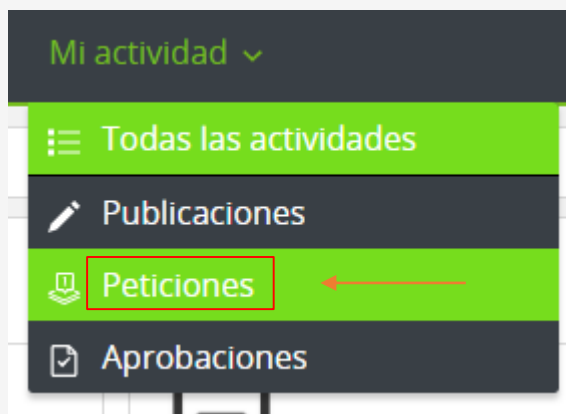 Mi actividad
Todas las actividades
Publicaciones
Peticiones
Aprobaciones